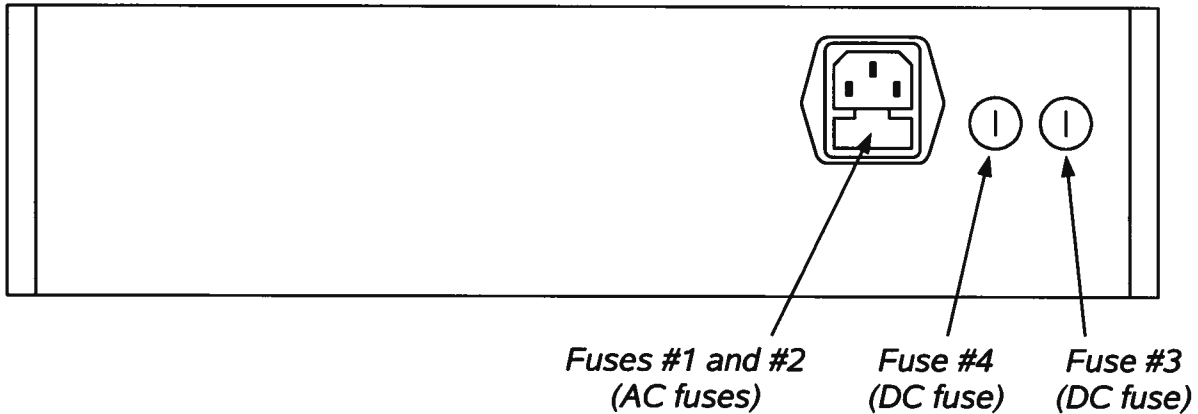 Fuses #1 and #2
(AC fuses)
Fuse #4
(DC fuse)
Fuse #3
(DC fuse)